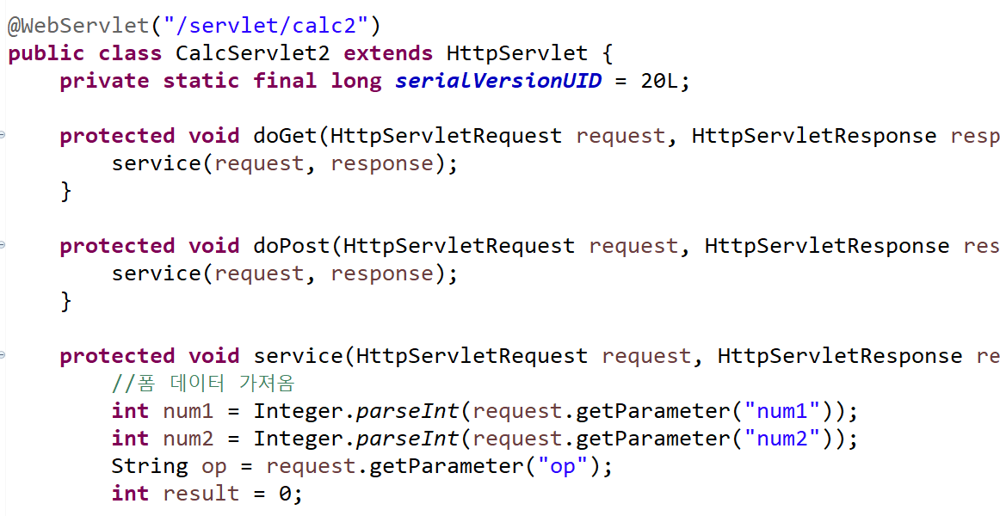 @WebServlet("/servlet/calc2")
public class CalcServlet2 extends HttpServlet {
    private static final long serialVersionUID = 20L;

    protected void doGet(HttpServletRequest request, HttpServletResponse resp
        service(request, response);
    }

    protected void doPost(HttpServletRequest request, HttpServletResponse res
        service(request, response);
    }

    protected void service(HttpServletRequest request, HttpServletResponse re
        //폼 데이터 가져옴
        int num1 = Integer.parseInt(request.getParameter("num1"));
        int num2 = Integer.parseInt(request.getParameter("num2"));
        String op = request.getParameter("op");
        int result = 0;